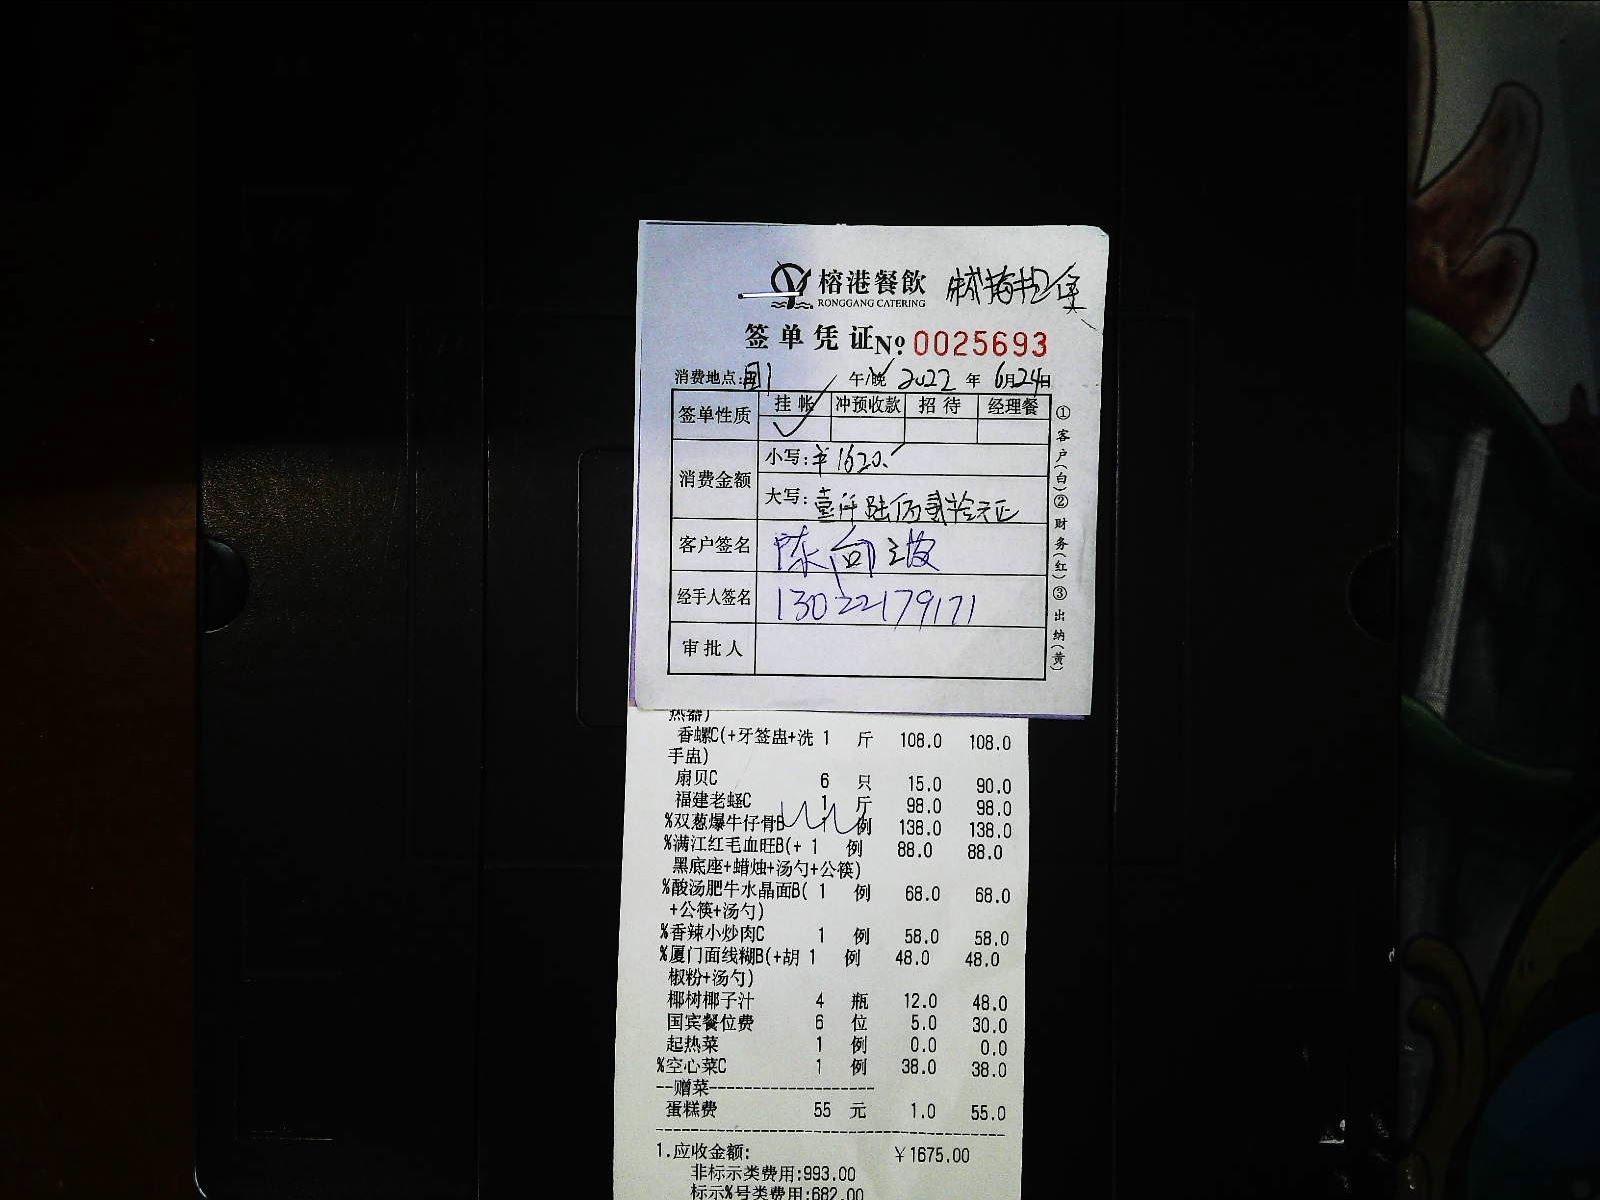 榕港餐飲
RONGGANG CATERING
签单凭证№ 0025693
消费地点: 午/晚 2022 年 6月24日
签单性质 挂帐 冲预收款 招待 经理餐
消费金额 小写:¥1620.
大写:壹仟陆佰贰拾元正
客户签名 陈向波
经手人签名 13022179171
审批人
①客户(白)②财务(红)③出纳(黄)
热器)
香螺C(+牙签盅+洗 1 斤 108.0 108.0
手盅)
扇贝C 6 只 15.0 90.0
福建老蛏C 1 斤 98.0 98.0
%双葱爆牛仔骨B 1 例 138.0 138.0
%满江红毛血旺B(+ 1 例 88.0 88.0
黑底座+蜡烛+汤勺+公筷)
%酸汤肥牛水晶面B( 1 例 68.0 68.0
+公筷+汤勺)
%香辣小炒肉C 1 例 58.0 58.0
%厦门面线糊B(+胡 1 例 48.0 48.0
椒粉+汤勺)
椰树椰子汁 4 瓶 12.0 48.0
国宾餐位费 6 位 5.0 30.0
起热菜 1 例 0.0 0.0
%空心菜C 1 例 38.0 38.0
--赠菜-------------------
蛋糕费 55 元 1.0 55.0
1.应收金额: ¥1675.00
非标示类费用:993.00
标示%号类费用:682.00